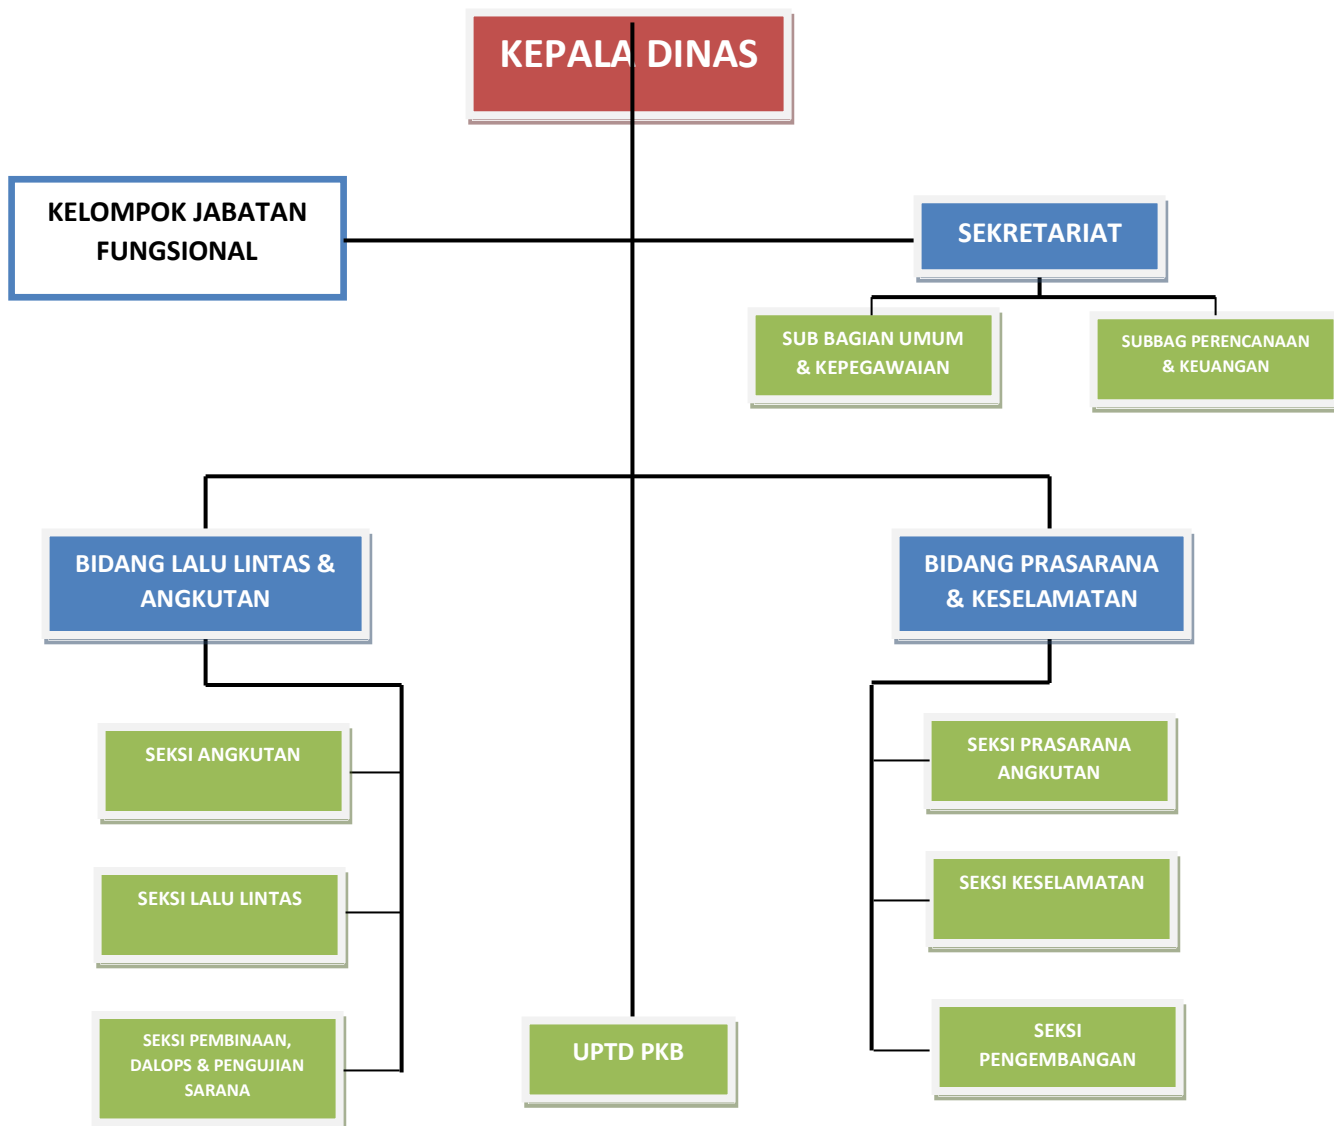 KEPALA DINAS
KELOMPOK JABATAN
FUNGSIONAL
SEKRETARIAT
SUB BAGIAN UMUM
& KEPEGAWAIAN
SUBBAG PERENCANAAN
& KEUANGAN
BIDANG LALU LINTAS &
ANGKUTAN
BIDANG PRASARANA
& KESELAMATAN
SEKSI ANGKUTAN
SEKSI PRASARANA
ANGKUTAN
SEKSI LALU LINTAS
SEKSI KESELAMATAN
SEKSI PEMBINAAN,
DALOPS & PENGUJIAN
SARANA
UPTD PKB
SEKSI
PENGEMBANGAN